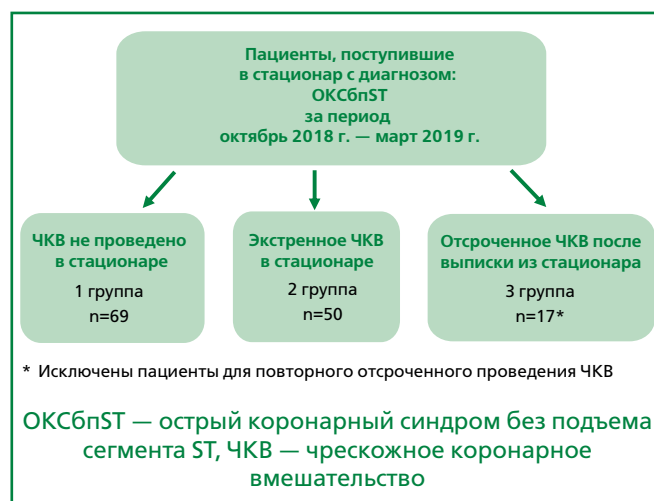 Пациенты, поступившие
в стационар с диагнозом:
ОКСбпST
за период
октябрь 2018 г. — март 2019 г.
ЧКВ не проведено
в стационаре
1 группа
n=69
Экстренное ЧКВ
в стационаре
2 группа
n=50
Отсроченное ЧКВ после
выписки из стационара
3 группа
n=17*
* Исключены пациенты для повторного отсроченного проведения ЧКВ
ОКСбпST — острый коронарный синдром без подъема
сегмента ST, ЧКВ — чрескожное коронарное
вмешательство